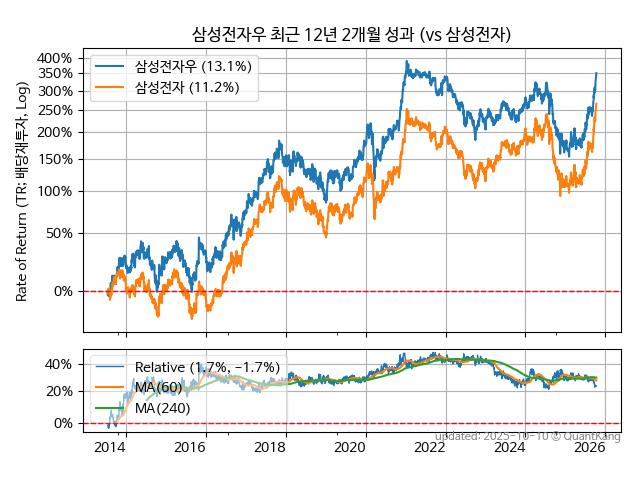 삼성전자우 최근 12년 2개월 성과 (vs 삼성전자)
Rate of Return (TR: 배당재투자, Log)
400%
350%
300%
250%
200%
150%
100%
50%
0%
삼성전자우 (13.1%)
삼성전자 (11.2%)
40%
20%
0%
Relative (1.7%, −1.7%)
MA(60)
MA(240)
2014 2016 2018 2020 2022 2024 2026
updated: 2025-10-10 © QuantKang